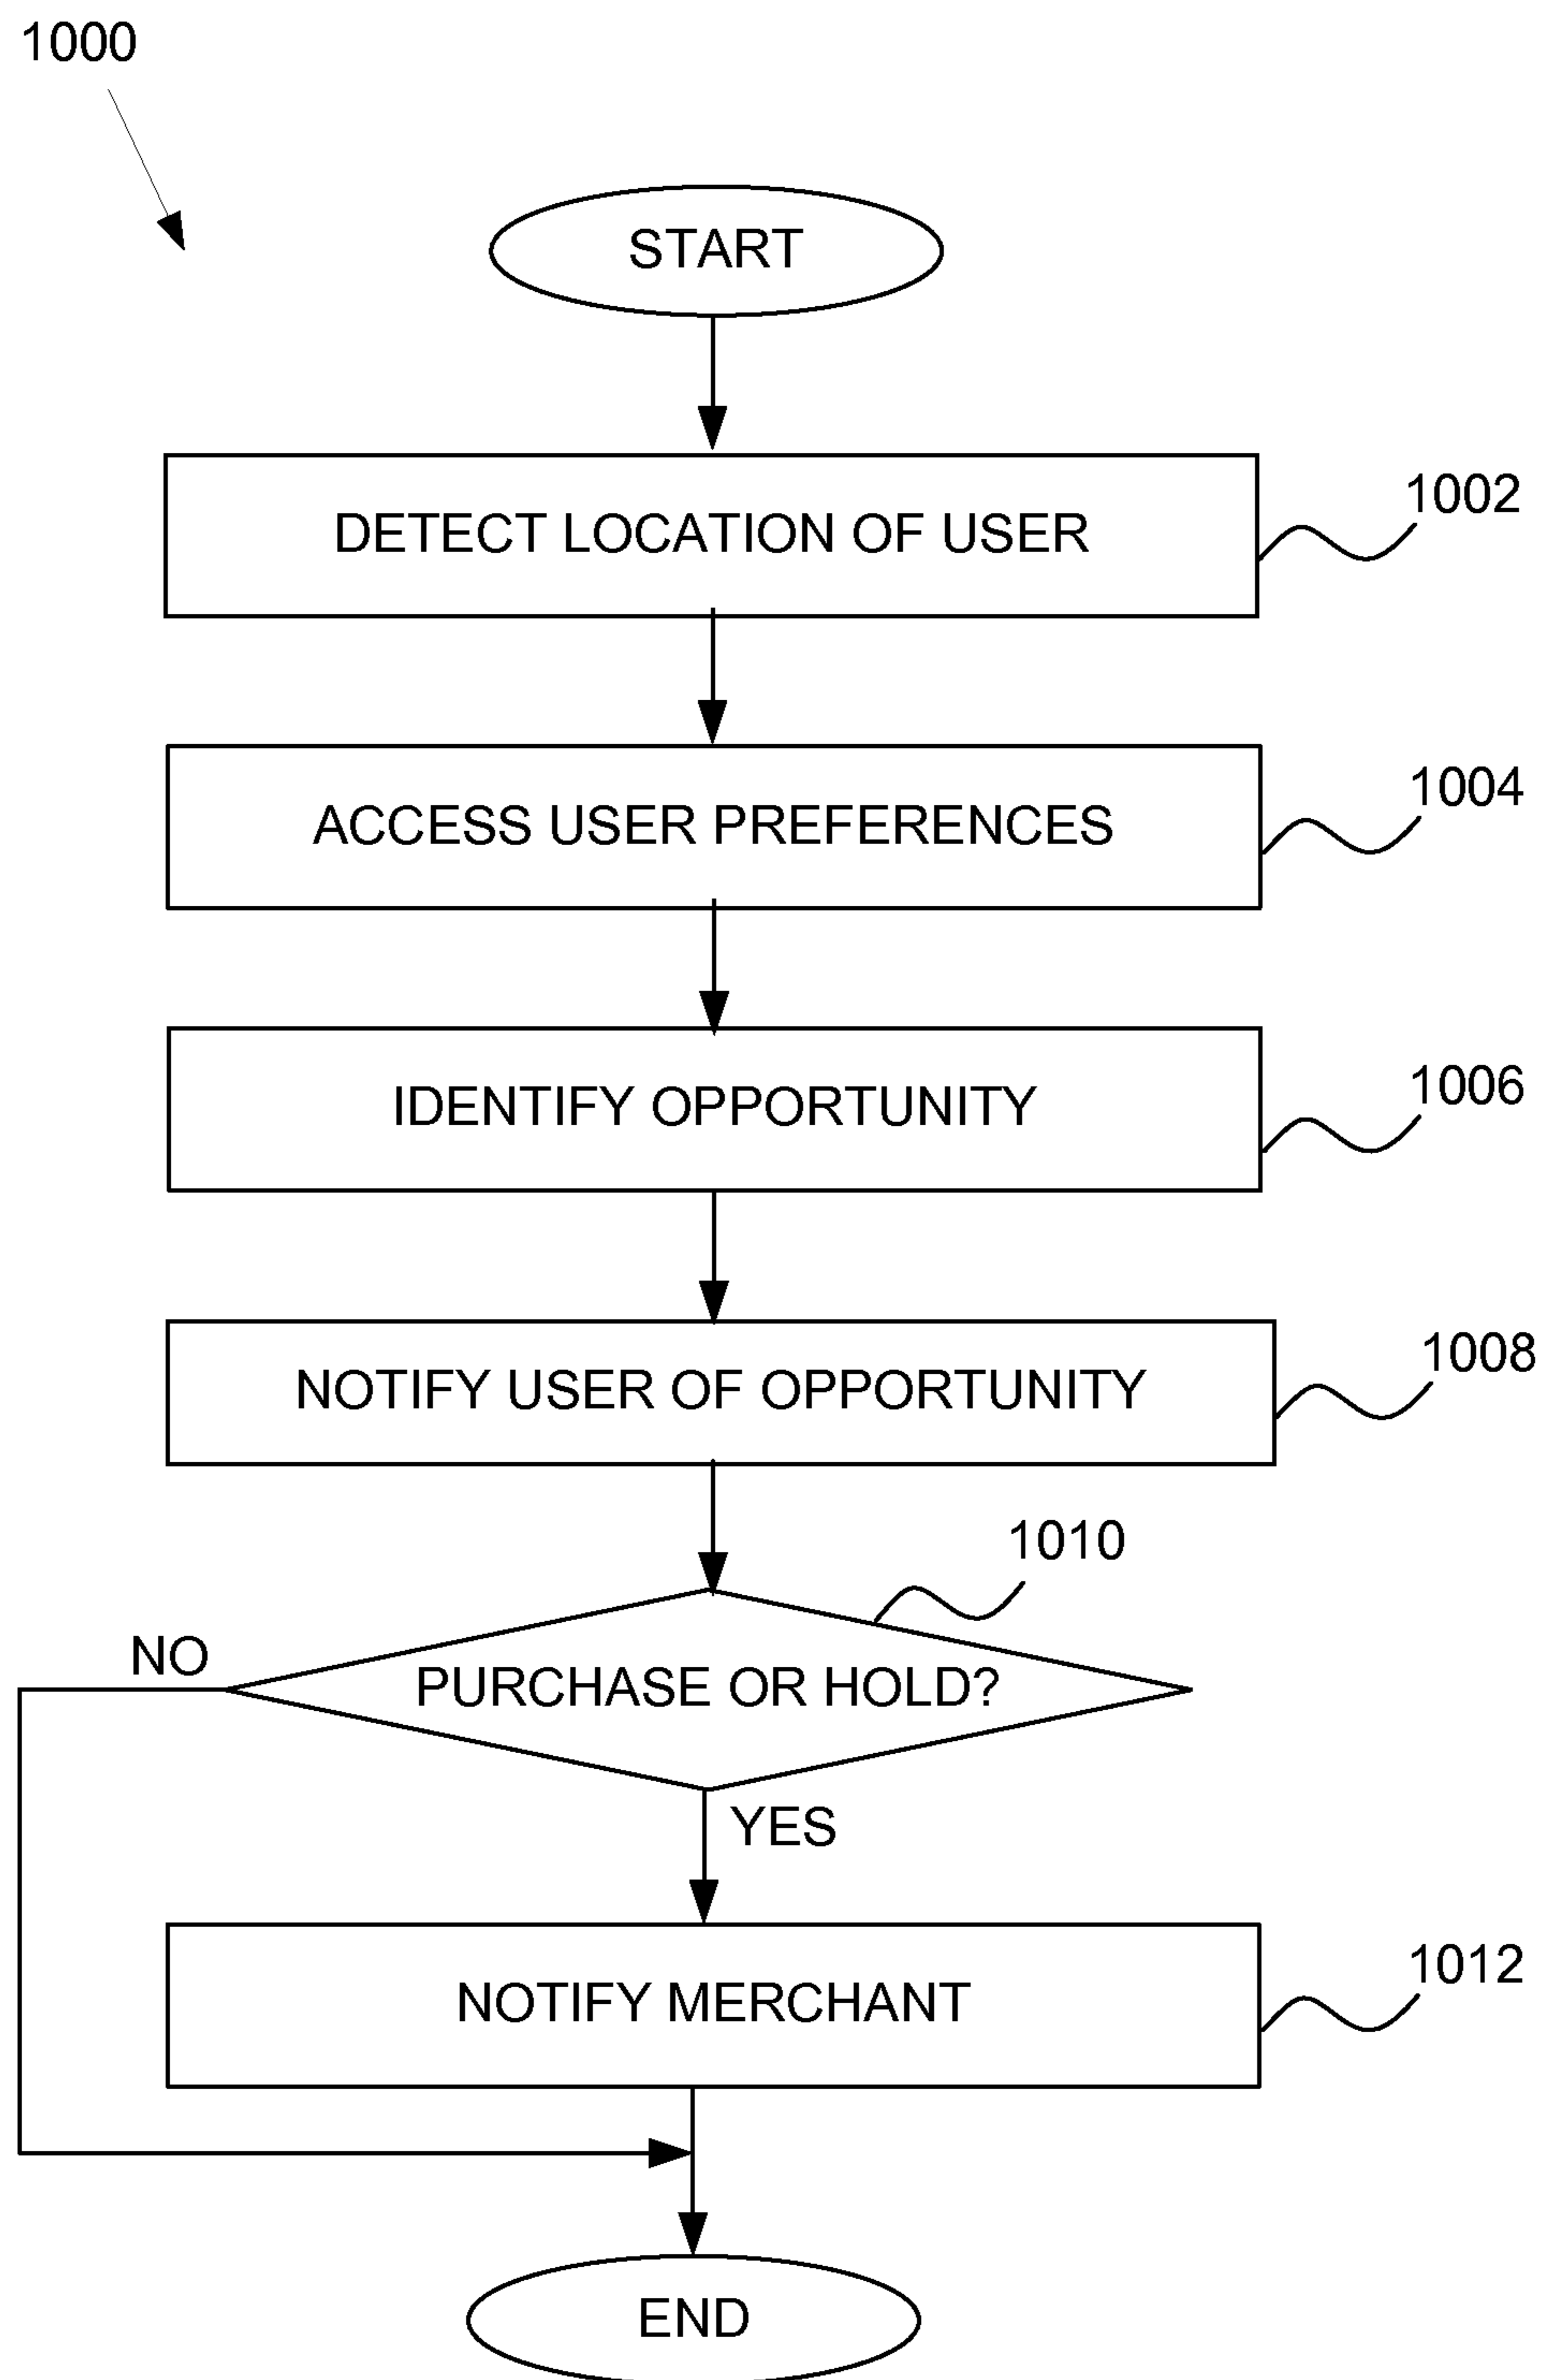 1000
START
DETECT LOCATION OF USER
1002
ACCESS USER PREFERENCES
1004
IDENTIFY OPPORTUNITY
1006
NOTIFY USER OF OPPORTUNITY
1008
1010
PURCHASE OR HOLD?
NO
YES
NOTIFY MERCHANT
1012
END